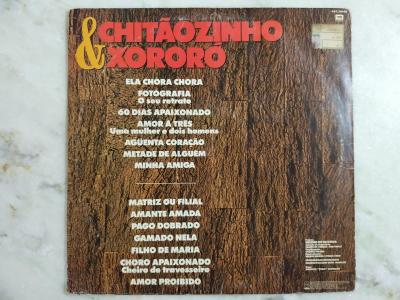 CHITÃOZINHO
& XORORÓ
ELA CHORA CHORA
FOTOGRAFIA
O seu retrato
60 DIAS APAIXONADO
AMOR A TRÊS
Uma mulher e dois homens
AGÜENTA CORAÇÃO
METADE DE ALGUÉM
MINHA AMIGA
MATRIZ OU FILIAL
AMANTE AMADA
PAGO DOBRADO
GAMADO NELA
FILHO DE MARIA
CHORO APAIXONADO
Cheiro de travesseiro
AMOR PROIBIDO